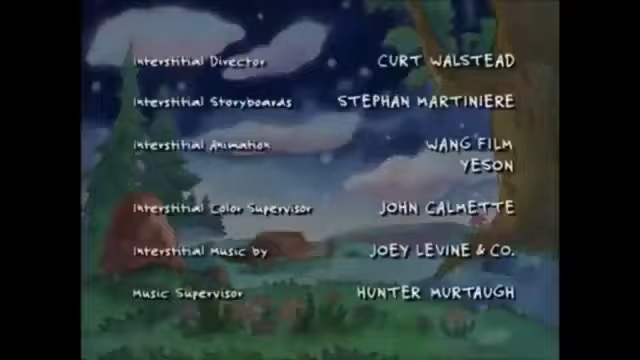 Interstitial Director CURT WALSTEAD
Interstitial Storyboards STEPHAN MARTINIERE
Interstitial Animation WANG FILM
YESON
Interstitial Color Supervisor JOHN CALMETTE
Interstitial Music by JOEY LEVINE & CO.
Music Supervisor HUNTER MURTAUGH